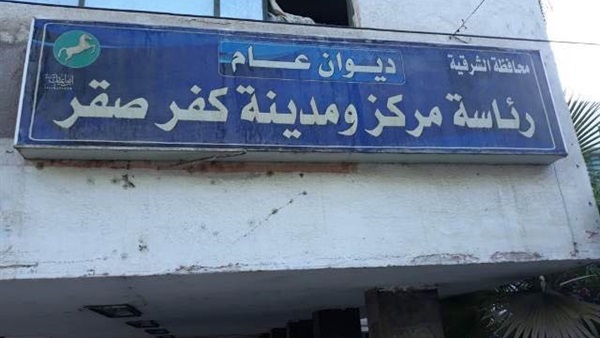 محافظة الشرقية
ديوان عام
رئاسة مركز ومدينة كفر صقر